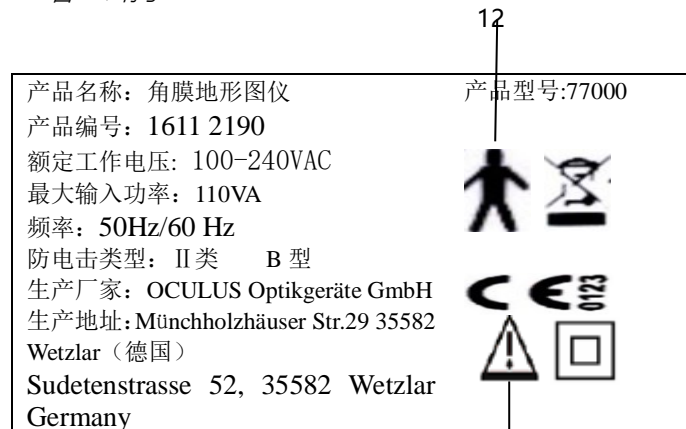 12
产品名称：角膜地形图仪 产品型号:77000
产品编号：1611 2190
额定工作电压: 100-240VAC
最大输入功率：110VA
频率：50Hz/60 Hz
防电击类型：Ⅱ类 B 型
生产厂家：OCULUS Optikgeräte GmbH
生产地址:Münchholzhäuser Str.29 35582
Wetzlar（德国）
Sudetenstrasse 52, 35582 Wetzlar
Germany
CE 0123